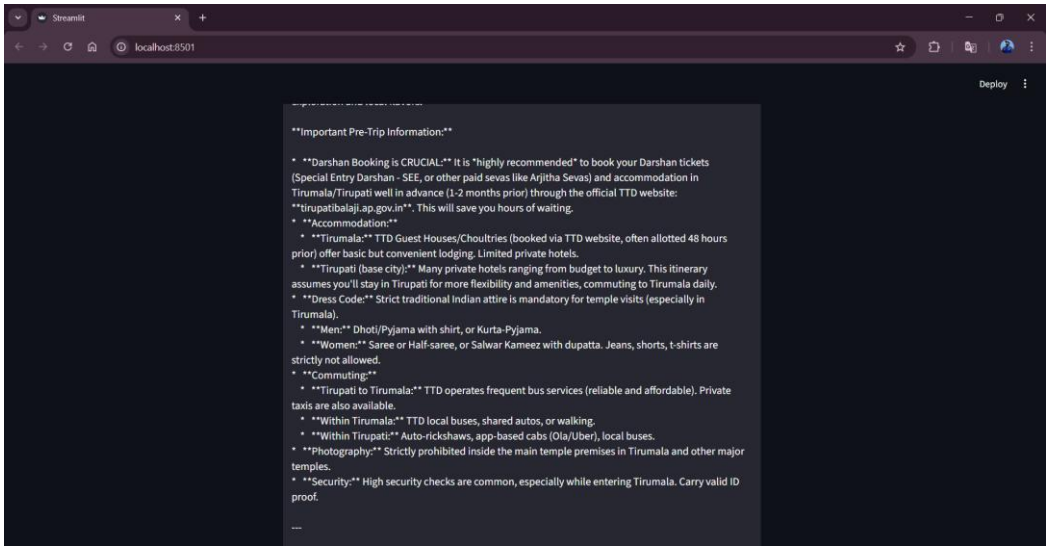 Streamlit
localhost:8501
Deploy
exploration and local flavors.
**Important Pre-Trip Information:**
* **Darshan Booking is CRUCIAL:** It is *highly recommended* to book your Darshan tickets
(Special Entry Darshan - SEE, or other paid sevas like Arjitha Sevas) and accommodation in
Tirumala/Tirupati well in advance (1-2 months prior) through the official TTD website:
**tirupatibalaji.ap.gov.in**. This will save you hours of waiting.
* **Accommodation:**
* **Tirumala:** TTD Guest Houses/Choultries (booked via TTD website, often allotted 48 hours
prior) offer basic but convenient lodging. Limited private hotels.
* **Tirupati (base city):** Many private hotels ranging from budget to luxury. This itinerary
assumes you'll stay in Tirupati for more flexibility and amenities, commuting to Tirumala daily.
* **Dress Code:** Strict traditional Indian attire is mandatory for temple visits (especially in
Tirumala).
* **Men:** Dhoti/Pyjama with shirt, or Kurta-Pyjama.
* **Women:** Saree or Half-saree, or Salwar Kameez with dupatta. Jeans, shorts, t-shirts are
strictly not allowed.
* **Commuting:**
* **Tirupati to Tirumala:** TTD operates frequent bus services (reliable and affordable). Private
taxis are also available.
* **Within Tirumala:** TTD local buses, shared autos, or walking.
* **Within Tirupati:** Auto-rickshaws, app-based cabs (Ola/Uber), local buses.
* **Photography:** Strictly prohibited inside the main temple premises in Tirumala and other major
temples.
* **Security:** High security checks are common, especially while entering Tirumala. Carry valid ID
proof.
---